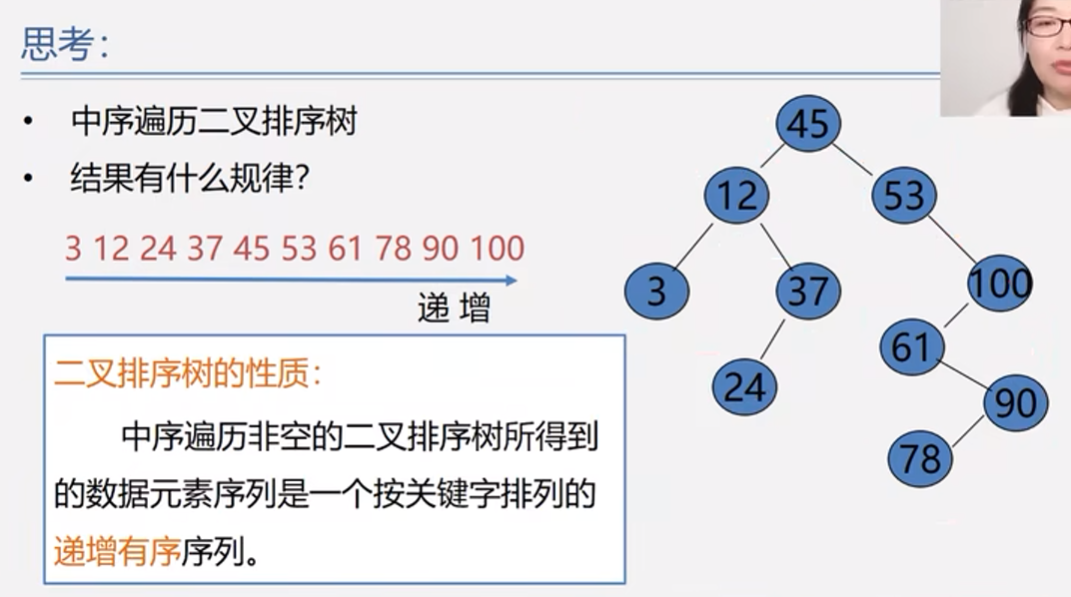 思考：
• 中序遍历二叉排序树
• 结果有什么规律？
3 12 24 37 45 53 61 78 90 100
递 增
二叉排序树的性质：
中序遍历非空的二叉排序树所得到
的数据元素序列是一个按关键字排列的
递增有序序列。
45
12
53
3
37
100
61
24
90
78